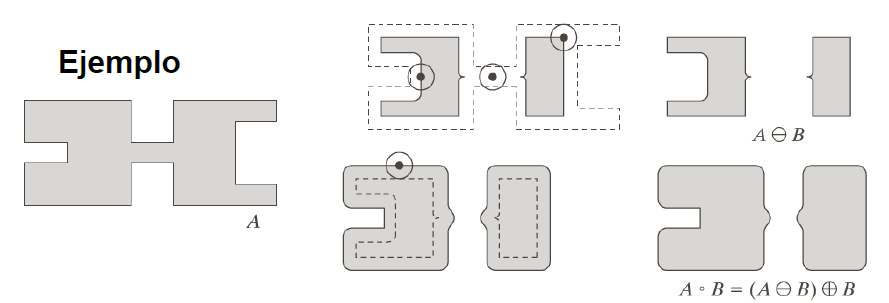 Ejemplo
A
A ⊖ B
A ∘ B = (A ⊖ B) ⊕ B